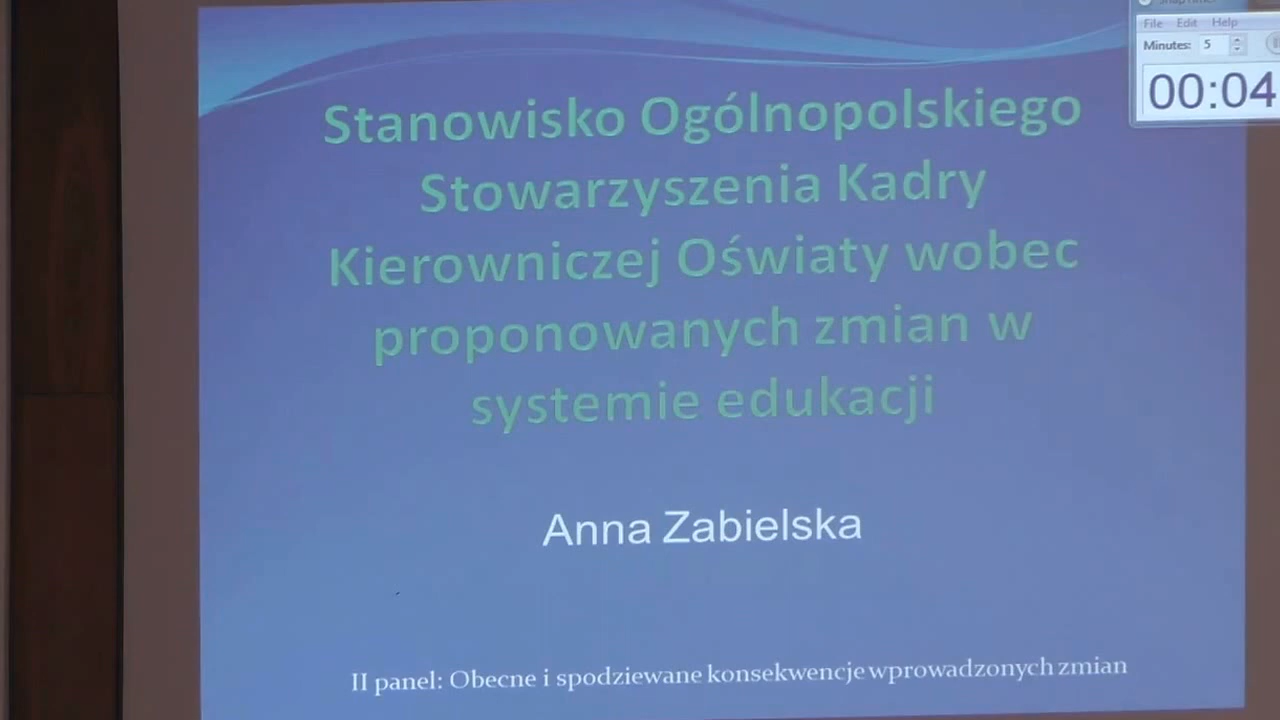 File Edit Help
Minutes: 5
00:04
Stanowisko Ogólnopolskiego
Stowarzyszenia Kadry
Kierowniczej Oświaty wobec
proponowanych zmian w
systemie edukacji
Anna Zabielska
II panel: Obecne i spodziewane konsekwencje wprowadzonych zmian